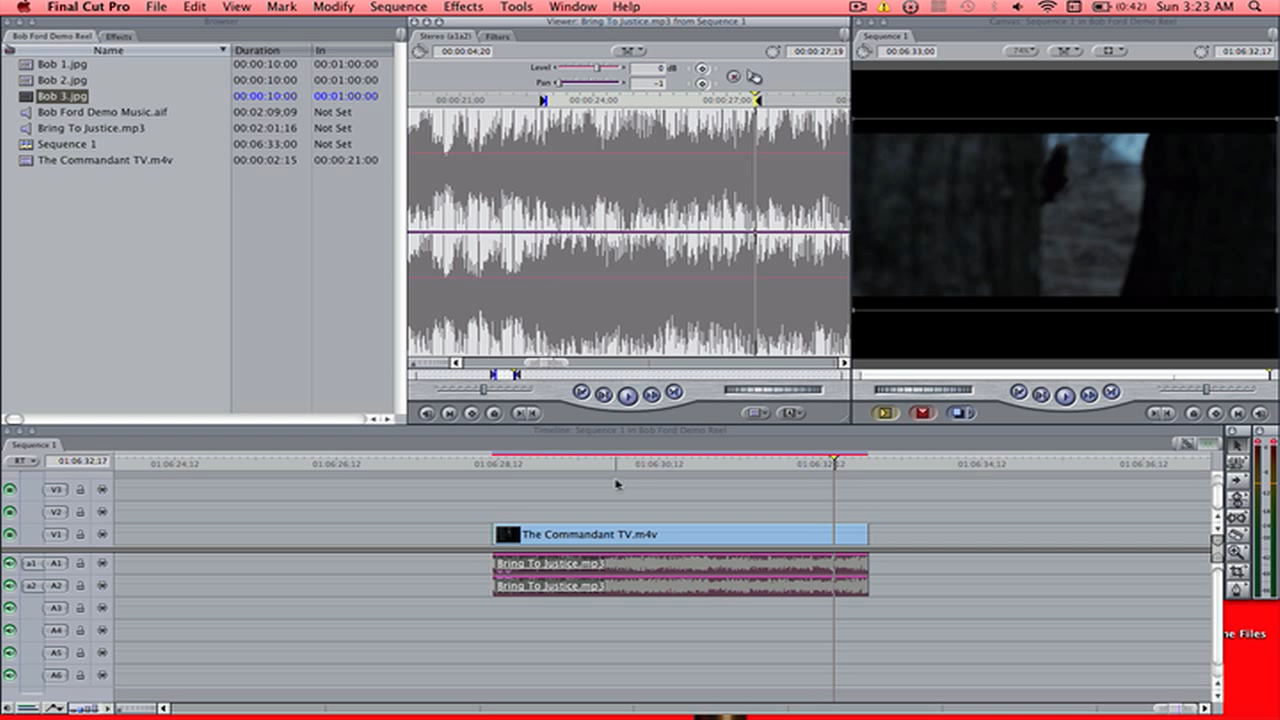 Final Cut Pro File Edit View Mark Modify Sequence Effects Tools Window Help (0:42) Sun 3:23 AM
Browser
Viewer: Bring To Justice.mp3 from Sequence 1
Canvas: Sequence 1 in Bob Ford Demo Reel
Bob Ford Demo Reel Effects
Stereo (a1a2) Filters
Sequence 1
Name Duration In
00:00:04;20 00:00:27;19
00:06:33;00 01:06:32;17
Bob 1.jpg 00:00:10:00 00:01:00:00
Bob 2.jpg 00:00:10:00 00:01:00:00
Bob 3.jpg 00:00:10:00 00:01:00:00
Bob Ford Demo Music.aif 00:02:09;09 Not Set
Bring To Justice.mp3 00:02:01;16 Not Set
Sequence 1 00:06:33;00 Not Set
The Commandant TV.m4v 00:00:02:15 00:00:21:00
Level 0 dB
Pan -1
00:00:21;00 00:00:24;00 00:00:27;00
Timeline: Sequence 1 in Bob Ford Demo Reel
Sequence 1
RT 01:06:32;17 01:06:24;12 01:06:26;12 01:06:28;12 01:06:30;12 01:06:32;12 01:06:34;12 01:06:36;12
V3
V2
V1 The Commandant TV.m4v
a1 A1 Bring To Justice.mp3
a2 A2 Bring To Justice.mp3
A3
A4
A5
A6
ne Files